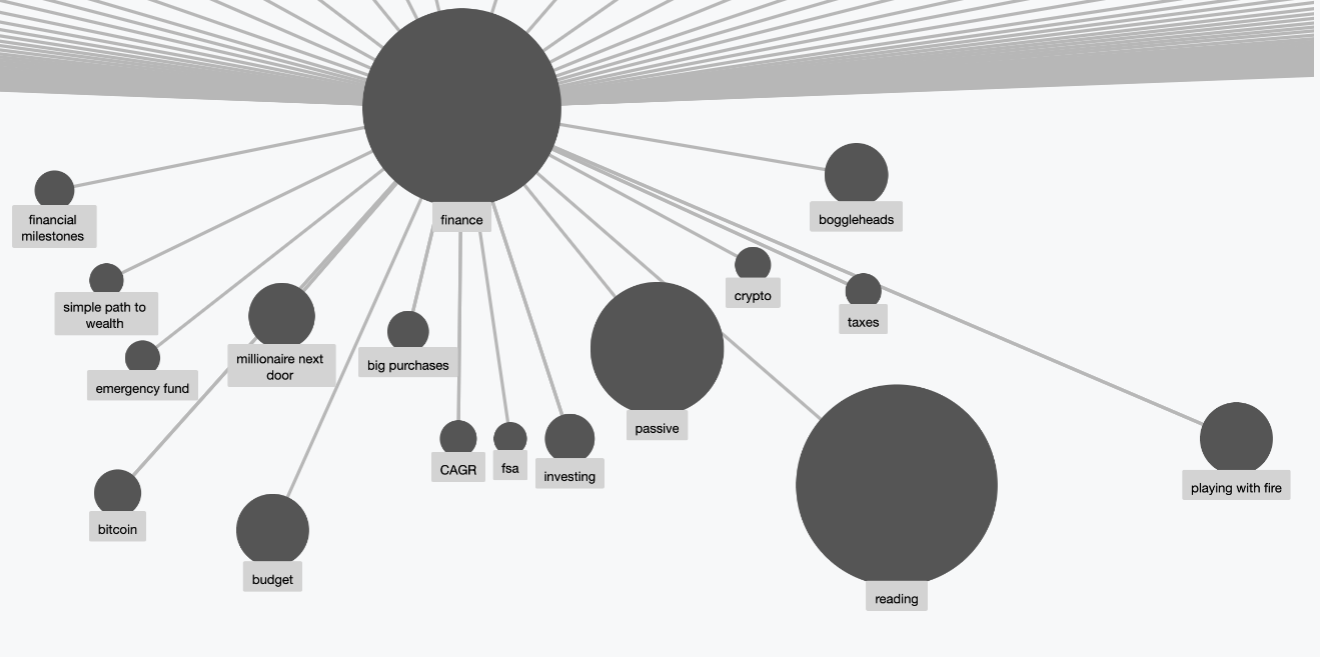 finance
boggleheads
financial
milestones
simple path to
wealth
crypto
taxes
millionaire next
door
big purchases
emergency fund
passive
CAGR
fsa
investing
playing with fire
bitcoin
budget
reading